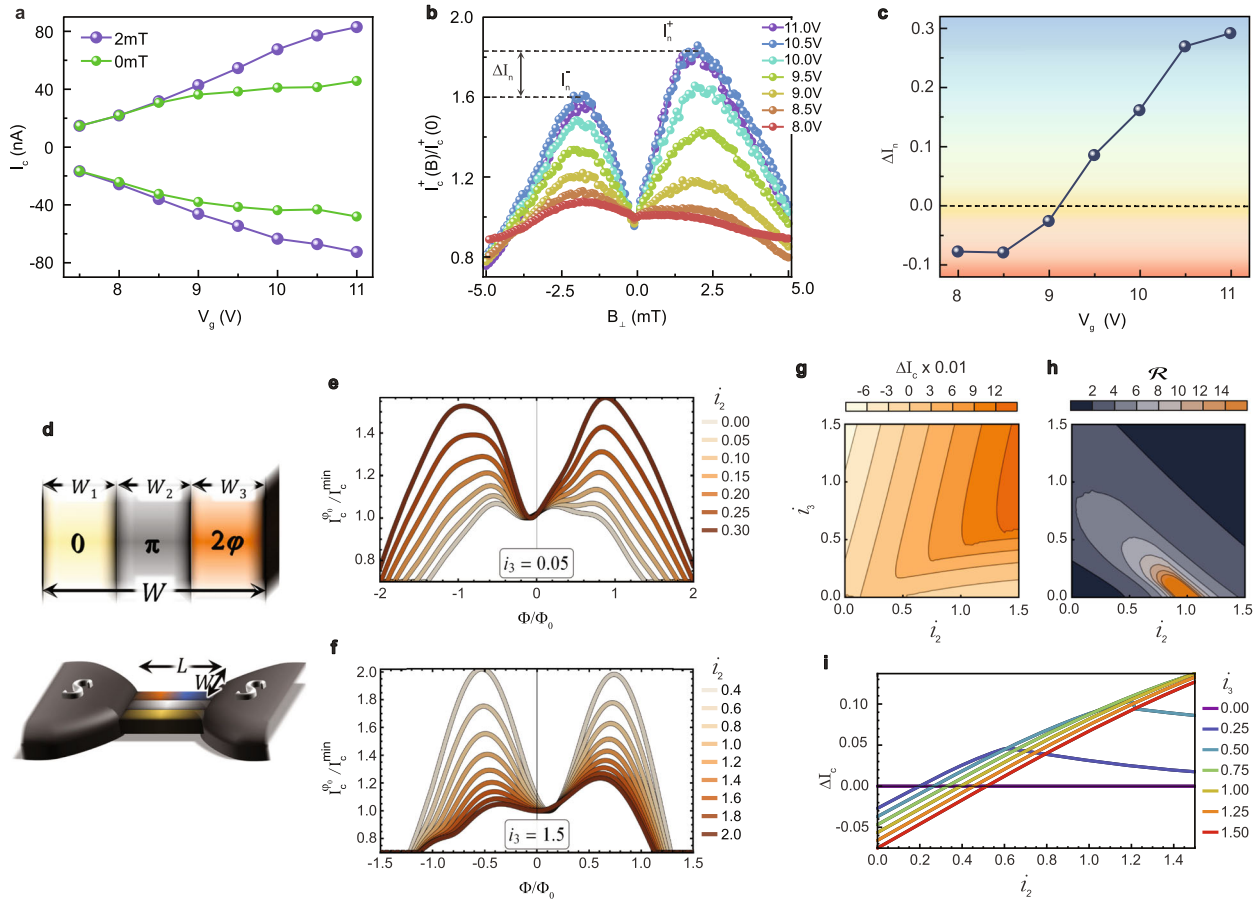 a
80
40
0
-40
-80
I_c (nA)
2mT
0mT
8
9
10
11
V_g (V)
b
2.0
1.6
1.2
0.8
I_c^+(B)/I_c^+(0)
I_n^+
I_n^-
ΔI_n
11.0V
10.5V
10.0V
9.5V
9.0V
8.5V
8.0V
-5.0
-2.5
0.0
2.5
5.0
B_⊥ (mT)
c
0.3
0.2
0.1
0.0
-0.1
ΔI_n
8
9
10
11
V_g (V)
d
W_1
W_2
W_3
0
π
2φ
W
L
W
S
S
e
1.4
1.2
1.0
0.8
I_c^{φ_0}/I_c^{min}
i_3 = 0.05
-2
-1
0
1
2
Φ/Φ_0
i_2
0.00
0.05
0.10
0.15
0.20
0.25
0.30
f
2.0
1.8
1.6
1.4
1.2
1.0
0.8
I_c^{φ_0}/I_c^{min}
i_3 = 1.5
-1.5
-1.0
-0.5
0
0.5
1.0
1.5
Φ/Φ_0
i_2
0.4
0.6
0.8
1.0
1.2
1.4
1.6
1.8
2.0
g
ΔI_c x 0.01
-6 -3 0 3 6 9 12
1.5
1.0
0.5
0.0
i_3
0.0
0.5
1.0
1.5
i_2
h
ℛ
2 4 6 8 10 12 14
1.5
1.0
0.5
0.0
0.0
0.5
1.0
1.5
i_2
i
0.10
0.05
0.00
-0.05
ΔI_c
0.0
0.2
0.4
0.6
0.8
1.0
1.2
1.4
i_2
i_3
0.00
0.25
0.50
0.75
1.00
1.25
1.50